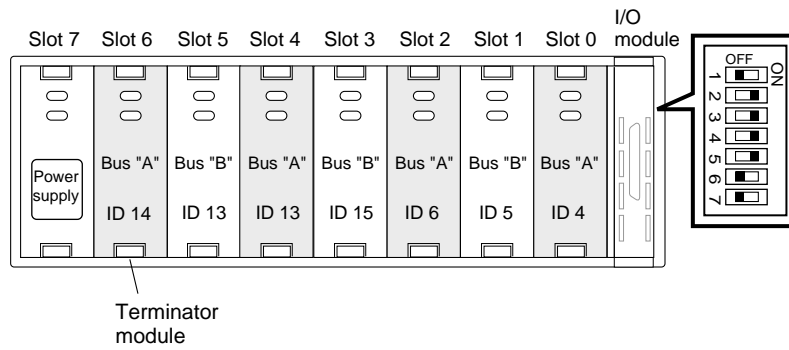 Slot 7 Slot 6 Slot 5 Slot 4 Slot 3 Slot 2 Slot 1 Slot 0
I/O
module
OFF
ON
1
2
3
4
5
6
7
Power
supply
Bus "A" Bus "B" Bus "A" Bus "B" Bus "A" Bus "B" Bus "A"
ID 14 ID 13 ID 13 ID 15 ID 6 ID 5 ID 4
Terminator
module